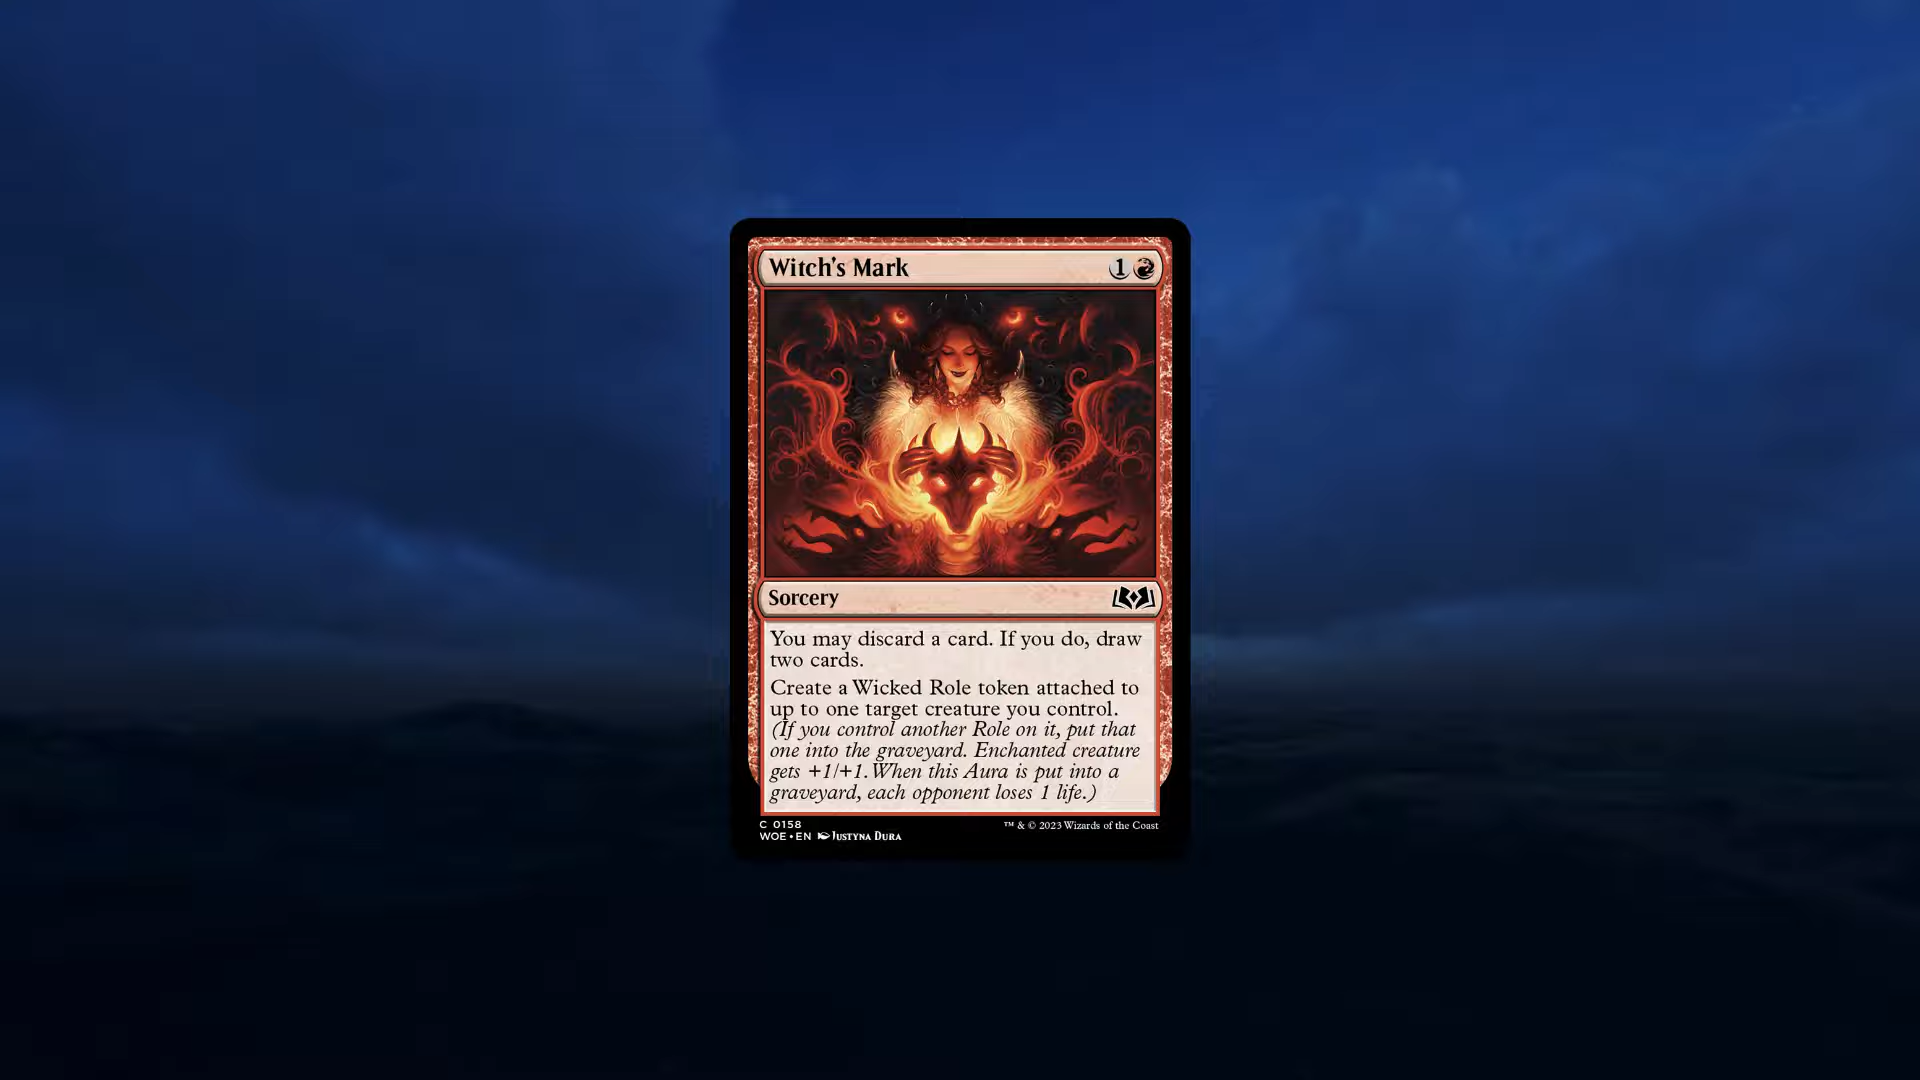 Witch's Mark 1
Sorcery
You may discard a card. If you do, draw
two cards.
Create a Wicked Role token attached to
up to one target creature you control.
(If you control another Role on it, put that
one into the graveyard. Enchanted creature
gets +1/+1. When this Aura is put into a
graveyard, each opponent loses 1 life.)
C 0158
WOE • EN Justyna Dura
™ & © 2023 Wizards of the Coast